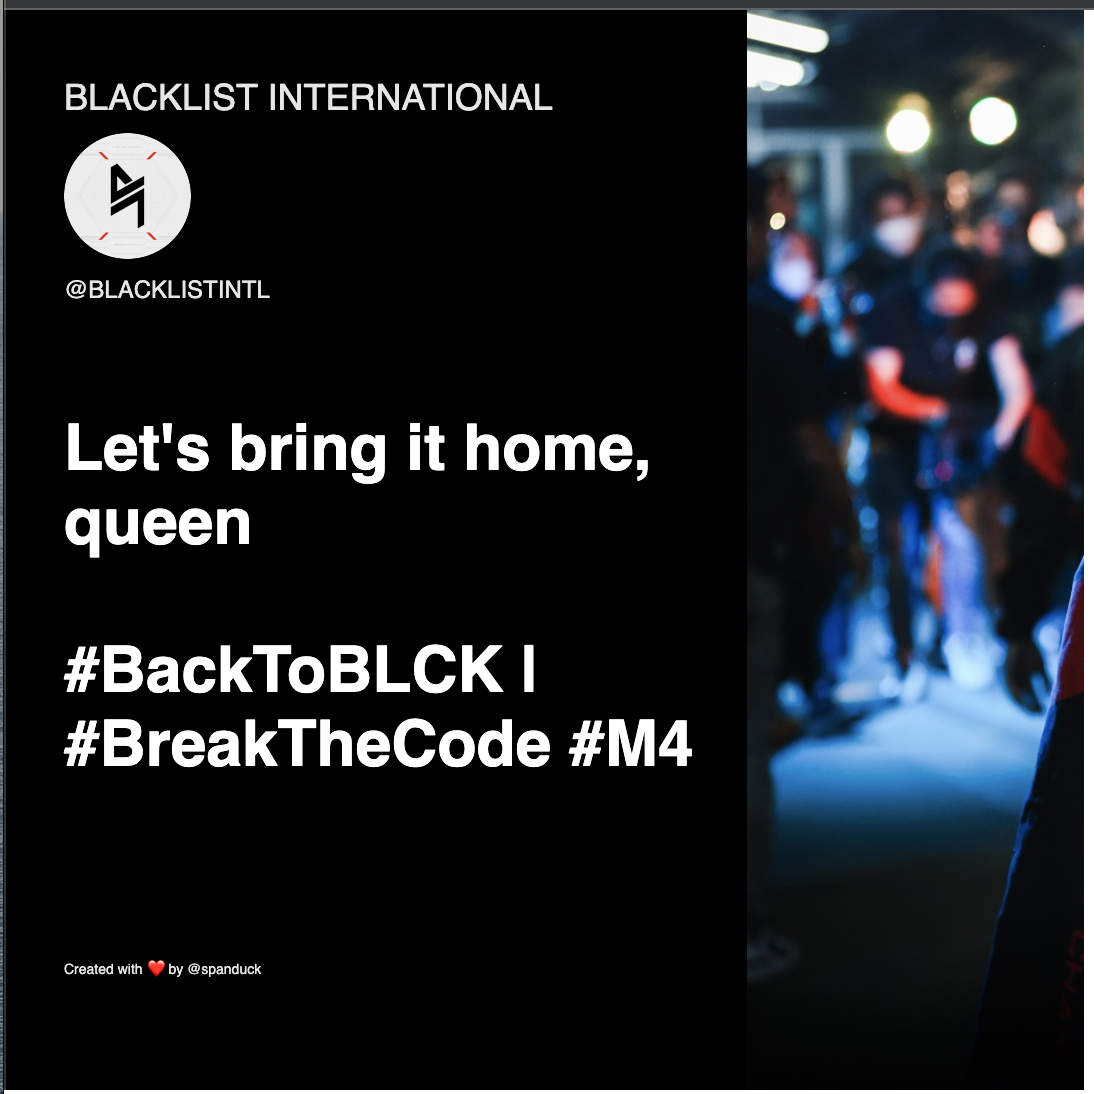 BLACKLIST INTERNATIONAL
@BLACKLISTINTL
Let's bring it home,
queen
#BackToBLCK |
#BreakTheCode #M4
Created with ❤️ by @spanduck